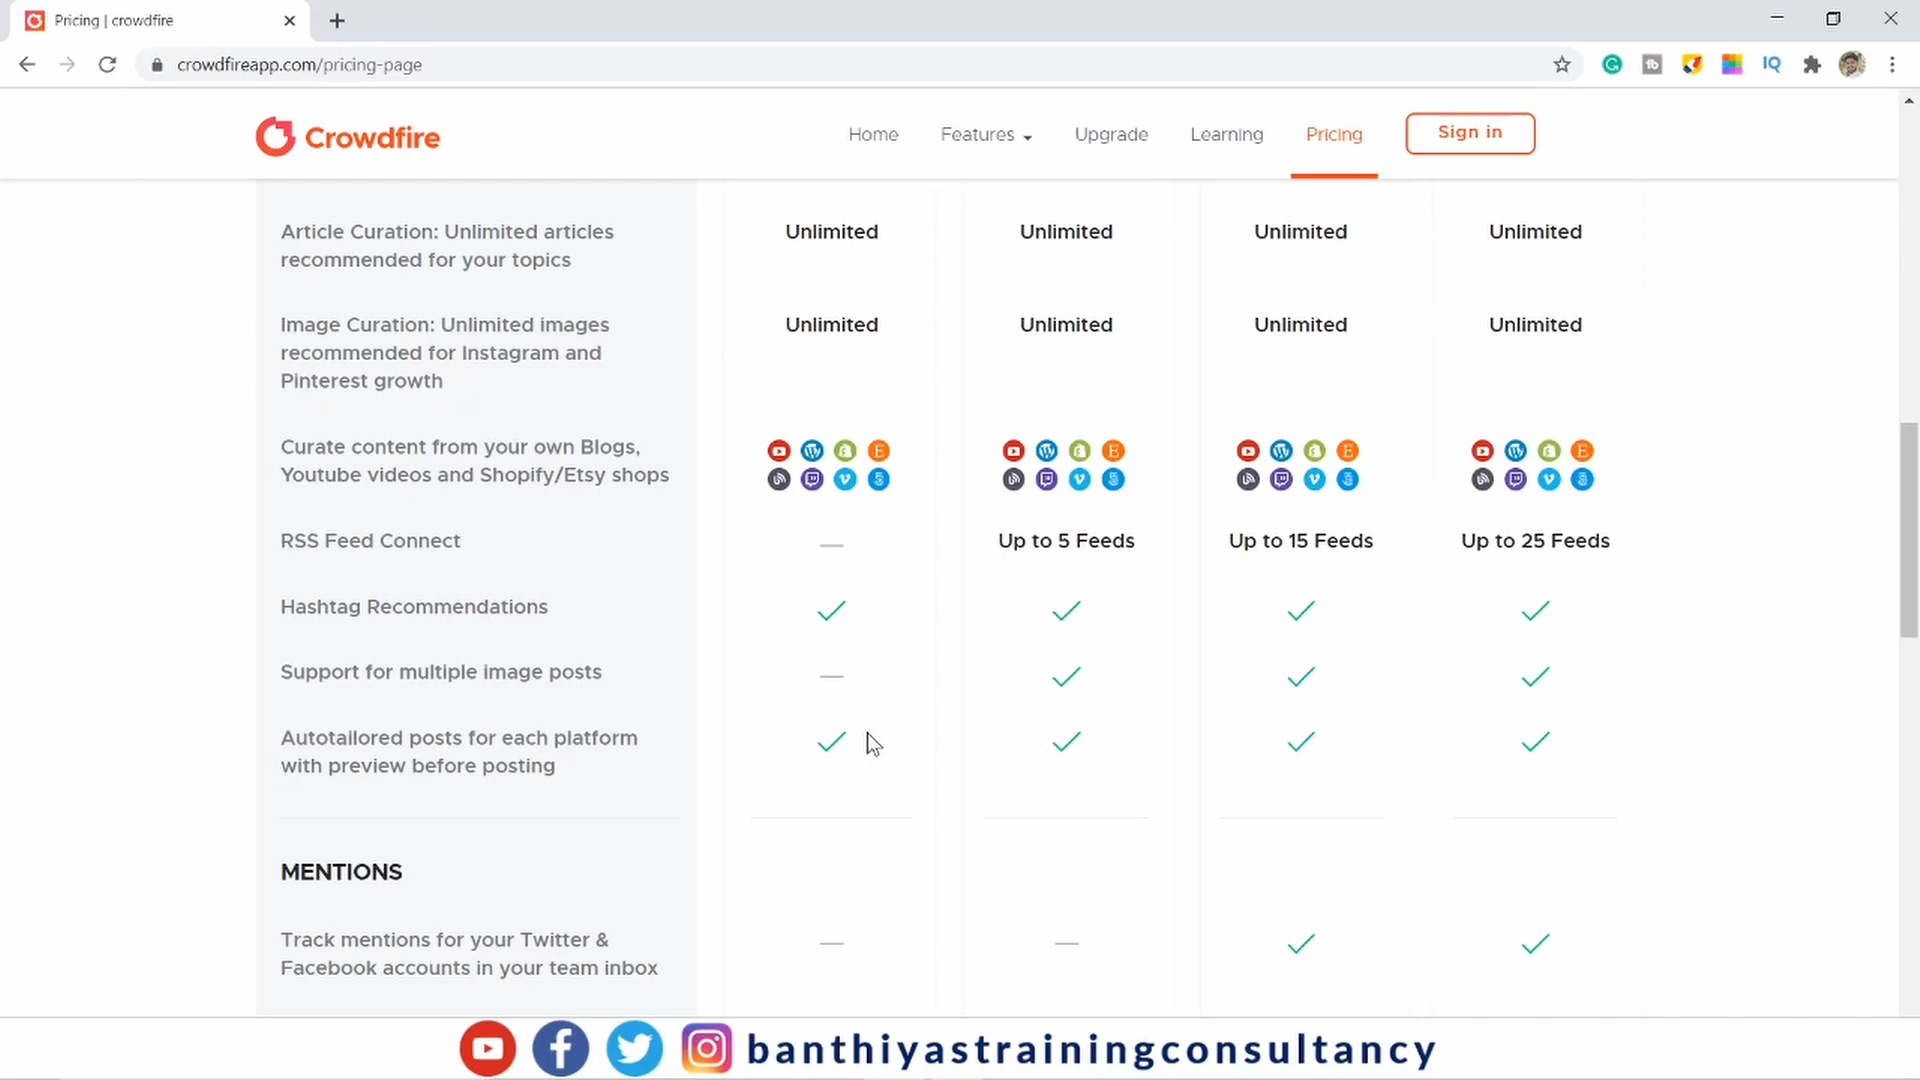 Pricing | crowdfire
crowdfireapp.com/pricing-page
IQ
Crowdfire
Home Features Upgrade Learning Pricing Sign in
Article Curation: Unlimited articles
recommended for your topics
Unlimited Unlimited Unlimited Unlimited
Image Curation: Unlimited images
recommended for Instagram and
Pinterest growth
Unlimited Unlimited Unlimited Unlimited
Curate content from your own Blogs,
Youtube videos and Shopify/Etsy shops
RSS Feed Connect
Up to 5 Feeds Up to 15 Feeds Up to 25 Feeds
Hashtag Recommendations
Support for multiple image posts
Autotailored posts for each platform
with preview before posting
MENTIONS
Track mentions for your Twitter &
Facebook accounts in your team inbox
banthiyastrainingconsultancy